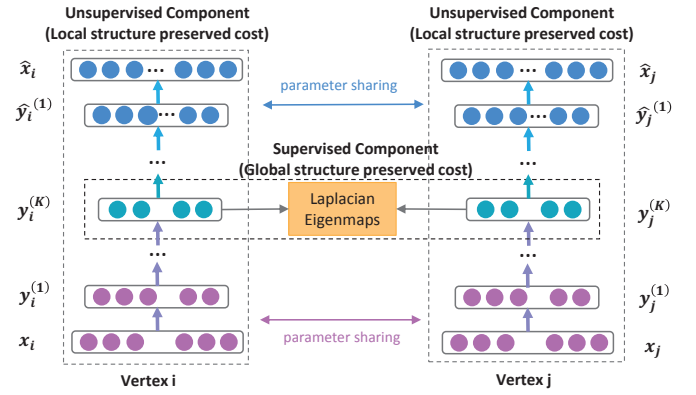 Unsupervised Component
(Local structure preserved cost)
Unsupervised Component
(Local structure preserved cost)
x̂ᵢ
...
...
x̂ⱼ
parameter sharing
ŷᵢ⁽¹⁾
...
...
ŷⱼ⁽¹⁾
...
...
Supervised Component
(Global structure preserved cost)
yᵢ⁽ᴷ⁾
Laplacian
Eigenmaps
yⱼ⁽ᴷ⁾
...
...
yᵢ⁽¹⁾
yⱼ⁽¹⁾
parameter sharing
xᵢ
xⱼ
Vertex i
Vertex j